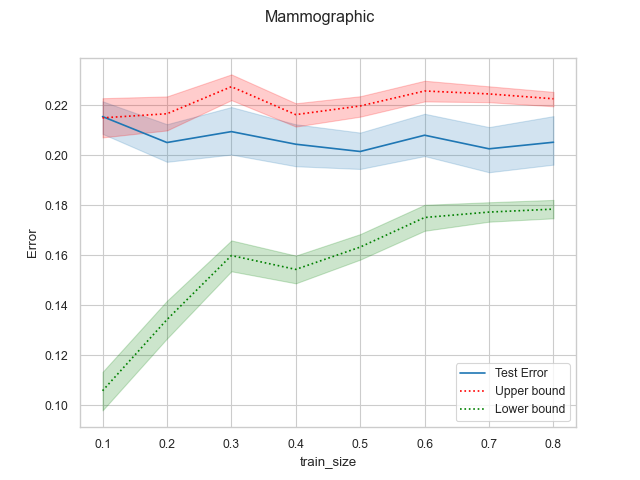 Mammographic
Error
0.22
0.20
0.18
0.16
0.14
0.12
0.10
Test Error
Upper bound
Lower bound
0.1 0.2 0.3 0.4 0.5 0.6 0.7 0.8
train_size